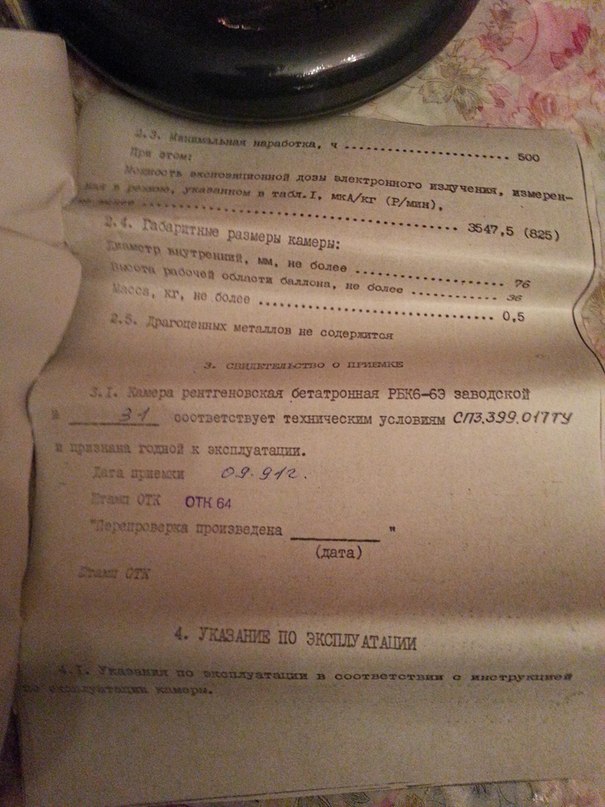 2.3. Минимальная наработка, ч ........................ 500
При этом:
Мощность экспозиционной дозы электронного излучения, измерен-
ная в режиме, указанном в табл.I, мкА/кг (Р/мин),
не менее ........................ 3547,5 (825)
2.4. Габаритные размеры камеры:
Диаметр внутренний, мм, не более ........................ 76
Высота рабочей области баллона, не более ............ 36
Масса, кг, не более ........................ 0,5
2.5. Драгоценных металлов не содержится
3. СВИДЕТЕЛЬСТВО О ПРИЕМКЕ
3.I. Камера рентгеновская бетатронная РБК6-6Э заводской
31 соответствует техническим условиям СП3.399.017ТУ
и признана годной к эксплуатации.
Дата приемки 09.91г.
Штамп ОТК ОТК 64
"Перепроверка произведена ________ "
(дата)
Штамп ОТК
4. УКАЗАНИЕ ПО ЭКСПЛУАТАЦИИ
4.I. Указания по эксплуатации в соответствии с инструкцией
по эксплуатации камеры.